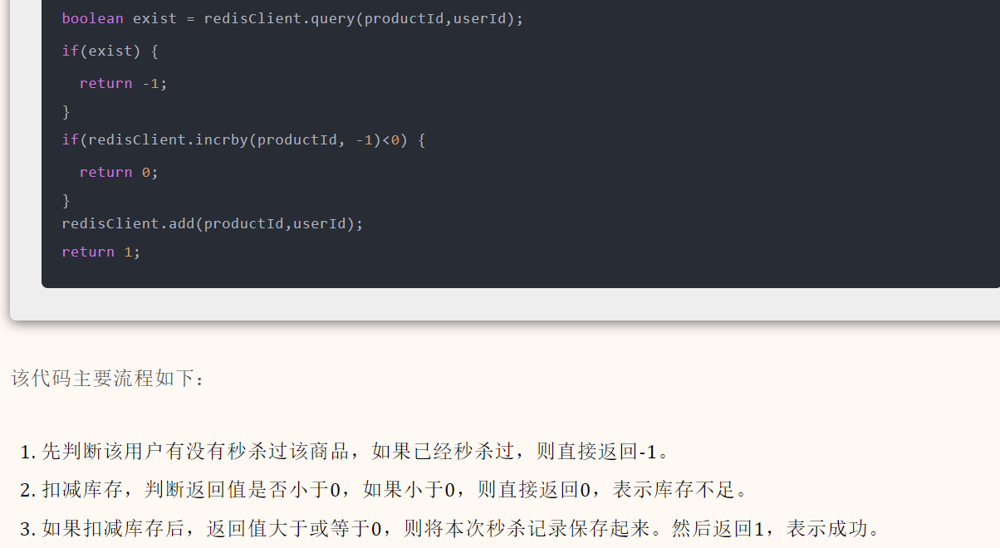 boolean exist = redisClient.query(productId,userId);
if(exist) {
  return -1;
}
if(redisClient.incrby(productId, -1)<0) {
  return 0;
}
redisClient.add(productId,userId);
return 1;
该代码主要流程如下：
1. 先判断该用户有没有秒杀过该商品，如果已经秒杀过，则直接返回-1。
2. 扣减库存，判断返回值是否小于0，如果小于0，则直接返回0，表示库存不足。
3. 如果扣减库存后，返回值大于或等于0，则将本次秒杀记录保存起来。然后返回1，表示成功。